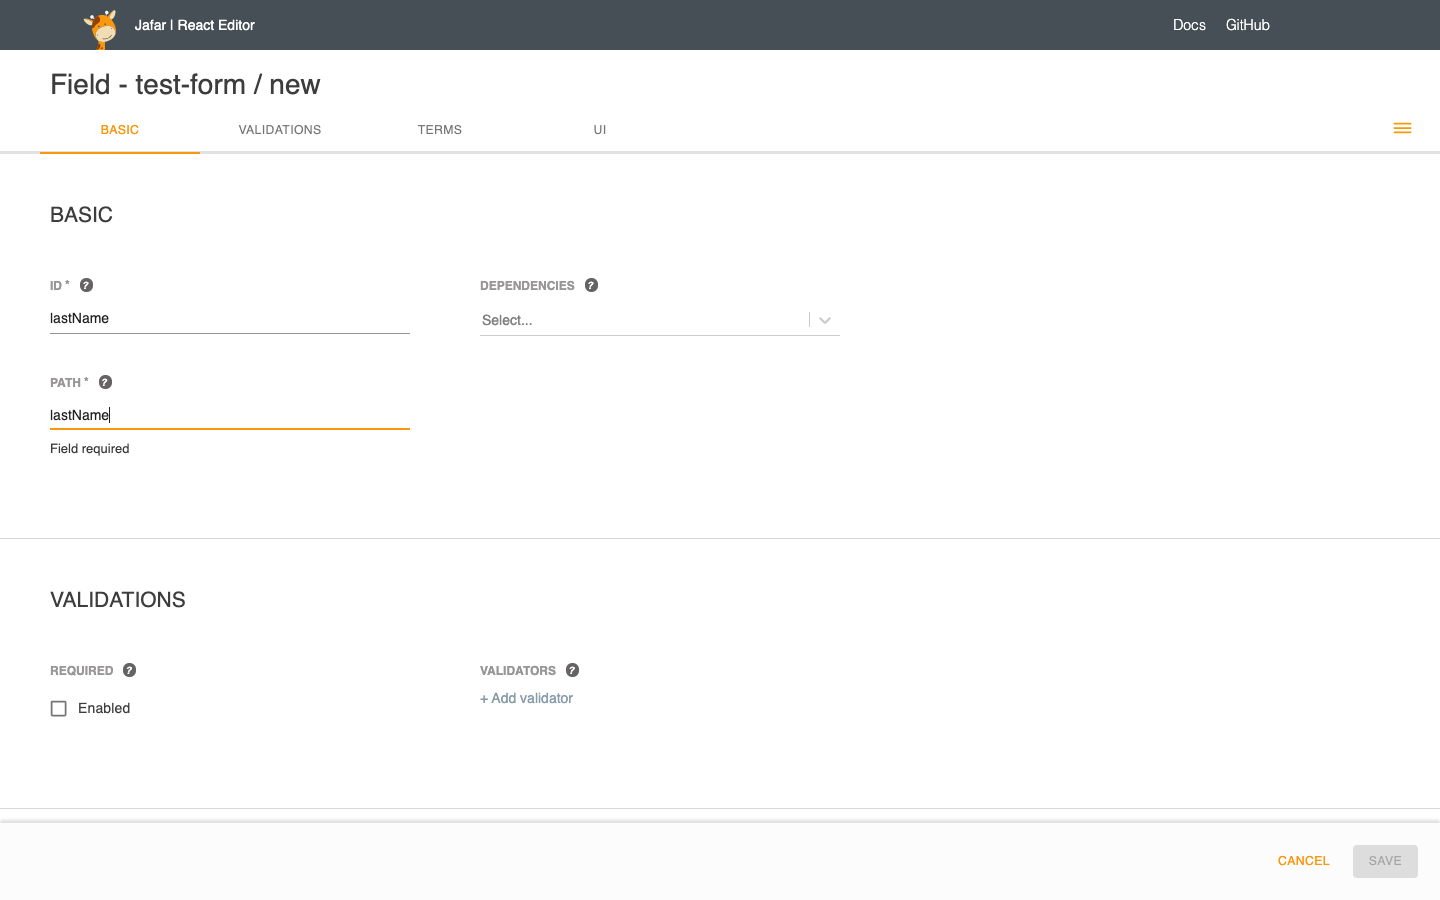 Jafar | React Editor
Docs
GitHub
Field - test-form / new
BASIC
VALIDATIONS
TERMS
UI
BASIC
ID *
lastName
DEPENDENCIES
Select...
PATH *
lastName
Field required
VALIDATIONS
REQUIRED
Enabled
VALIDATORS
+ Add validator
CANCEL
SAVE